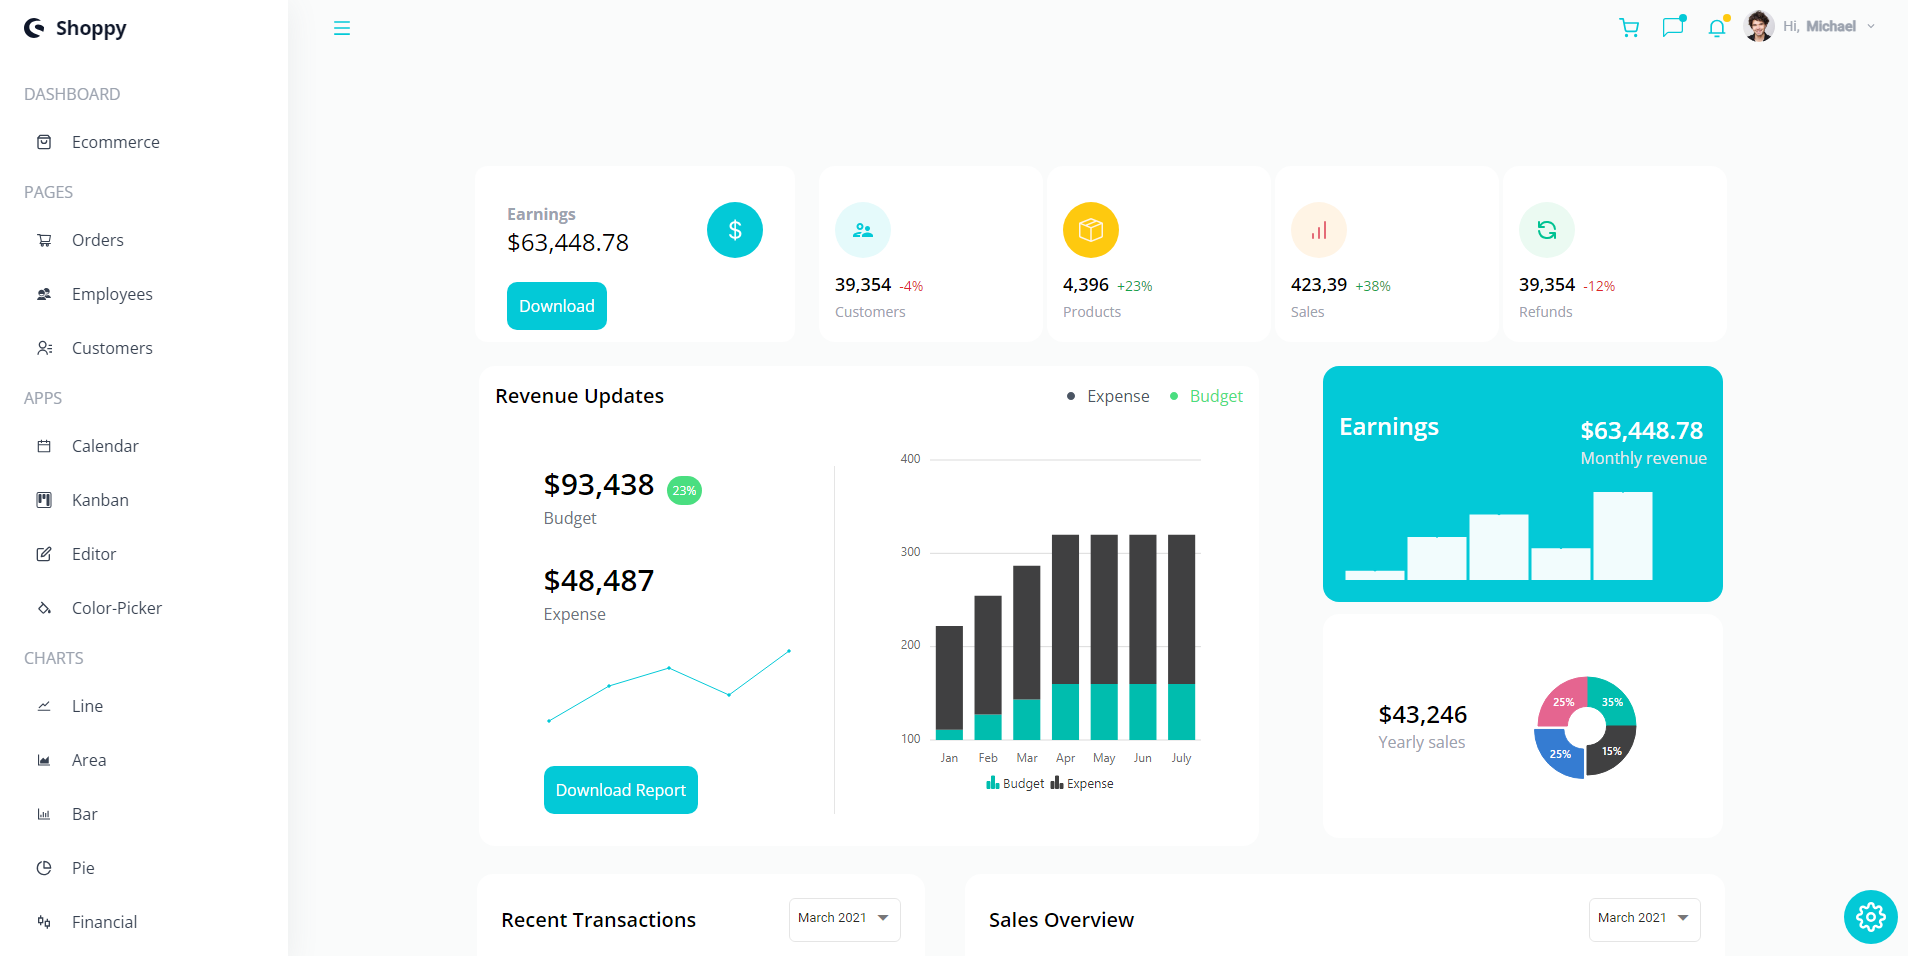 Shoppy
Hi, Michael
DASHBOARD
Ecommerce
PAGES
Orders
Employees
Customers
APPS
Calendar
Kanban
Editor
Color-Picker
CHARTS
Line
Area
Bar
Pie
Financial
Earnings
$63,448.78
$
Download
39,354 -4%
Customers
4,396 +23%
Products
423,39 +38%
Sales
39,354 -12%
Refunds
Revenue Updates
Expense
Budget
$93,438 23%
Budget
$48,487
Expense
Download Report
400
300
200
100
Jan Feb Mar Apr May Jun July
Budget Expense
Earnings
$63,448.78
Monthly revenue
$43,246
Yearly sales
25% 35%
25% 15%
Recent Transactions
March 2021
Sales Overview
March 2021